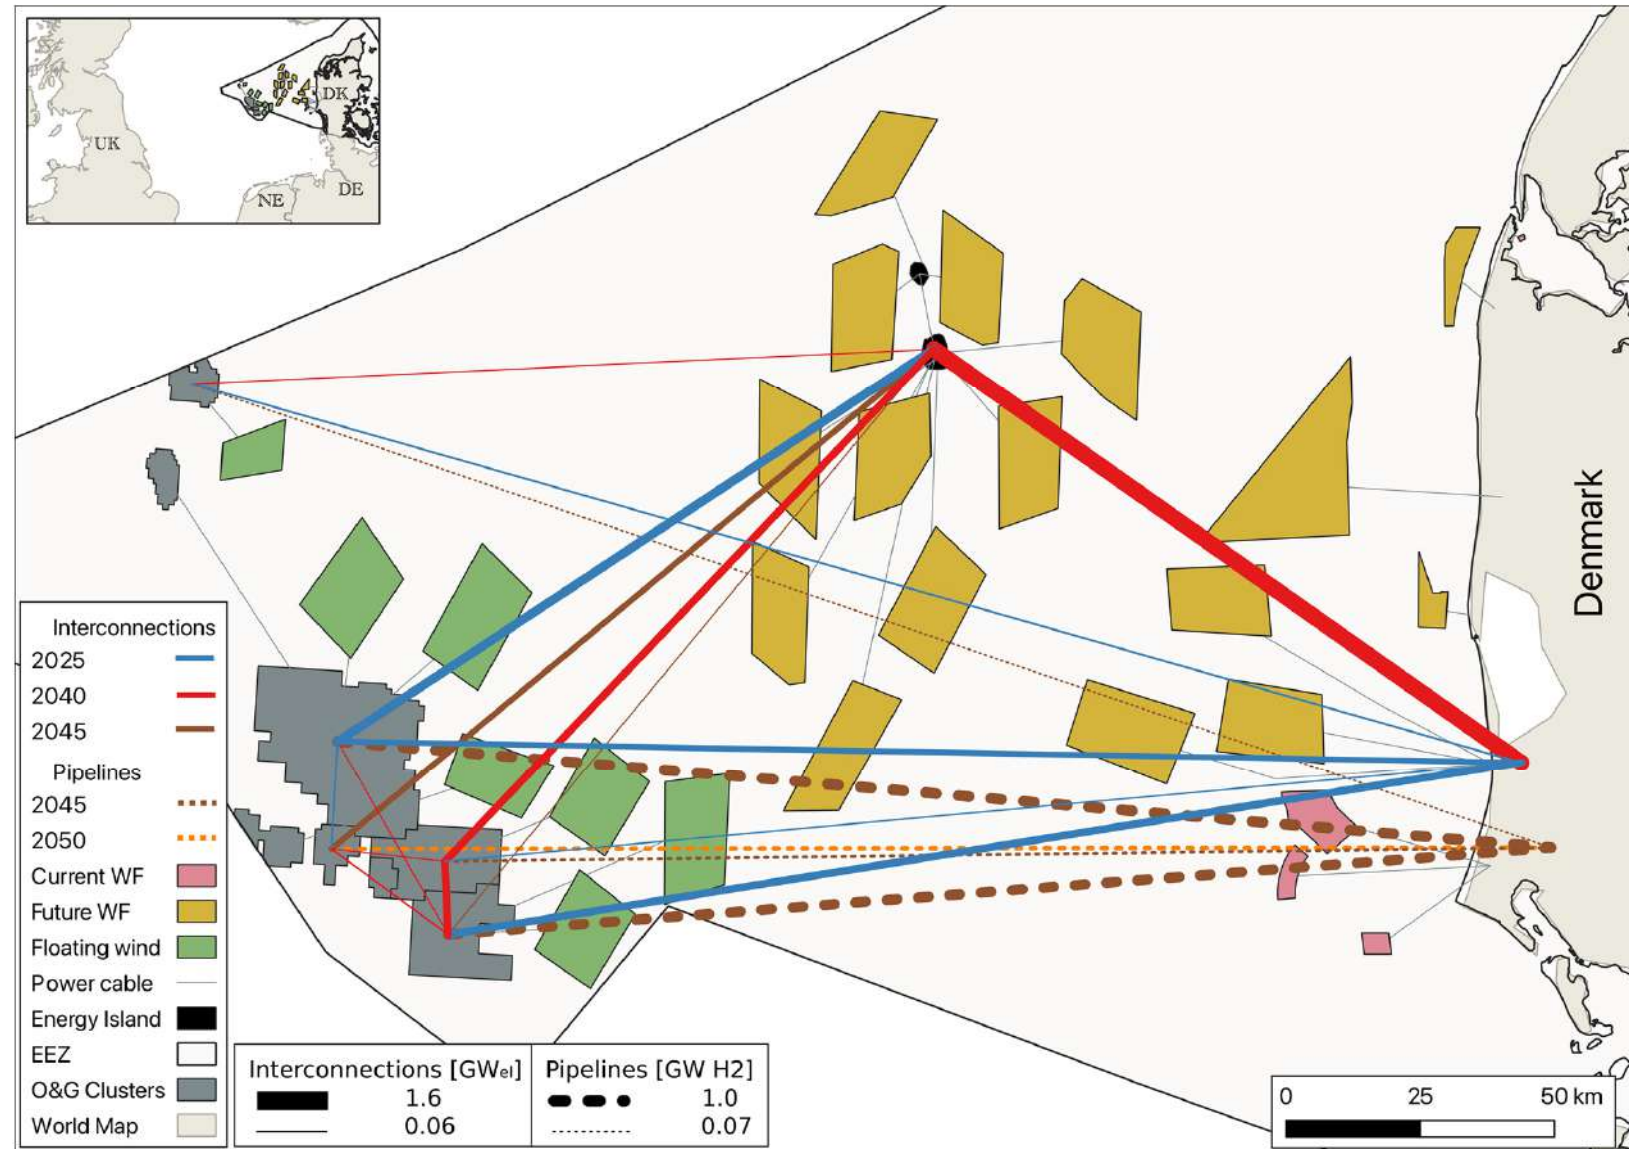 UK
DK
NE
DE
Denmark
Interconnections
2025
2040
2045
Pipelines
2045
2050
Current WF
Future WF
Floating wind
Power cable
Energy Island
EEZ
O&G Clusters
World Map
Interconnections [GWel]
1.6
0.06
Pipelines [GW H2]
1.0
0.07
0 25 50 km